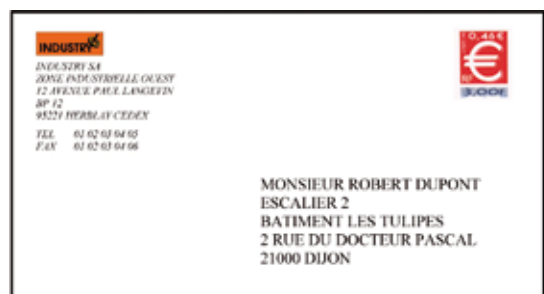 INDUSTRY
INDUSTRY SA
ZONE INDUSTRIELLE OUEST
12 AVENUE PAUL LANGEVIN
BP 12
95221 HERBLAY CEDEX
TEL 01 02 03 04 05
FAX 01 02 03 04 06
0,46 €
€
RF
3,00F
MONSIEUR ROBERT DUPONT
ESCALIER 2
BATIMENT LES TULIPES
2 RUE DU DOCTEUR PASCAL
21000 DIJON